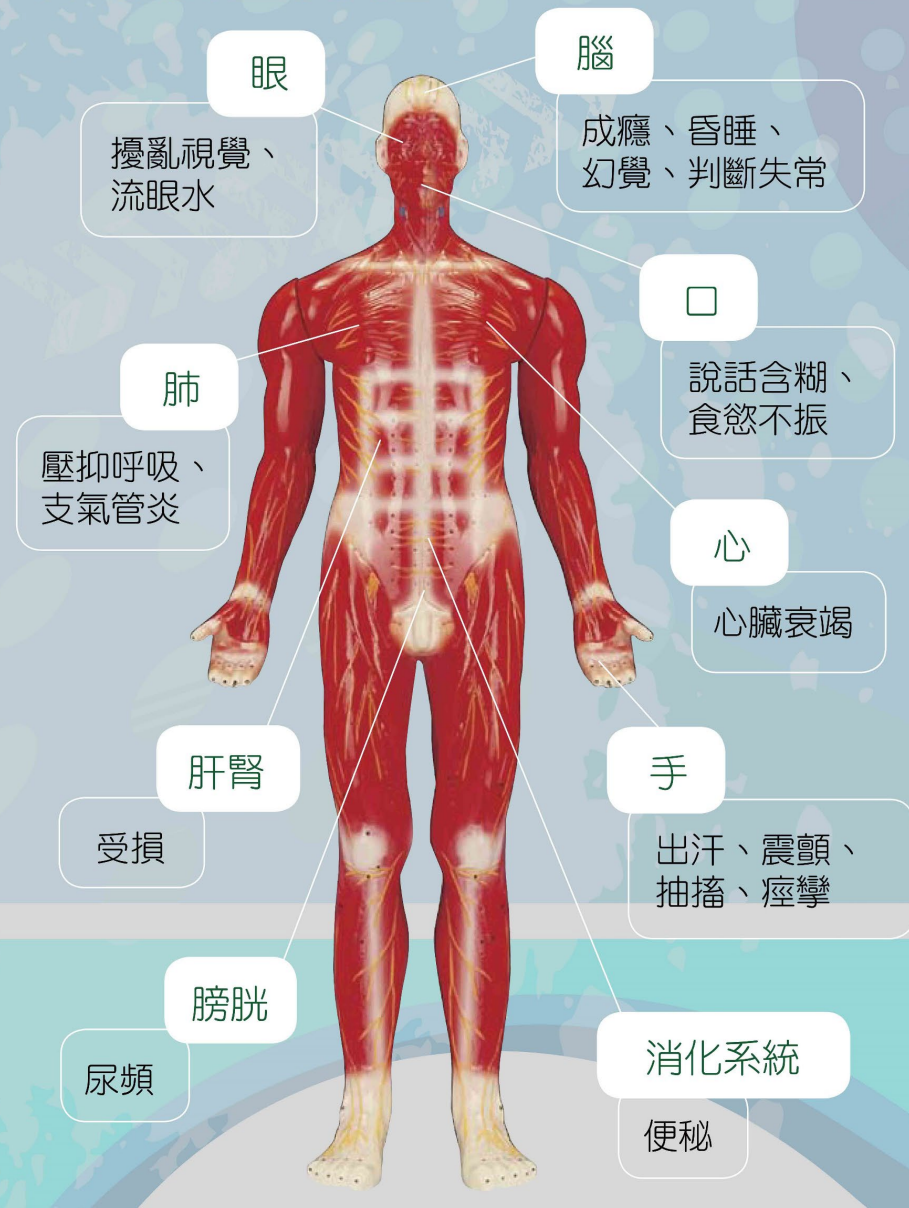 眼
擾亂視覺、
流眼水
腦
成癮、昏睡、
幻覺、判斷失常
口
說話含糊、
食慾不振
肺
壓抑呼吸、
支氣管炎
心
心臟衰竭
肝腎
受損
手
出汗、震顫、
抽搐、痙攣
膀胱
尿頻
消化系統
便秘